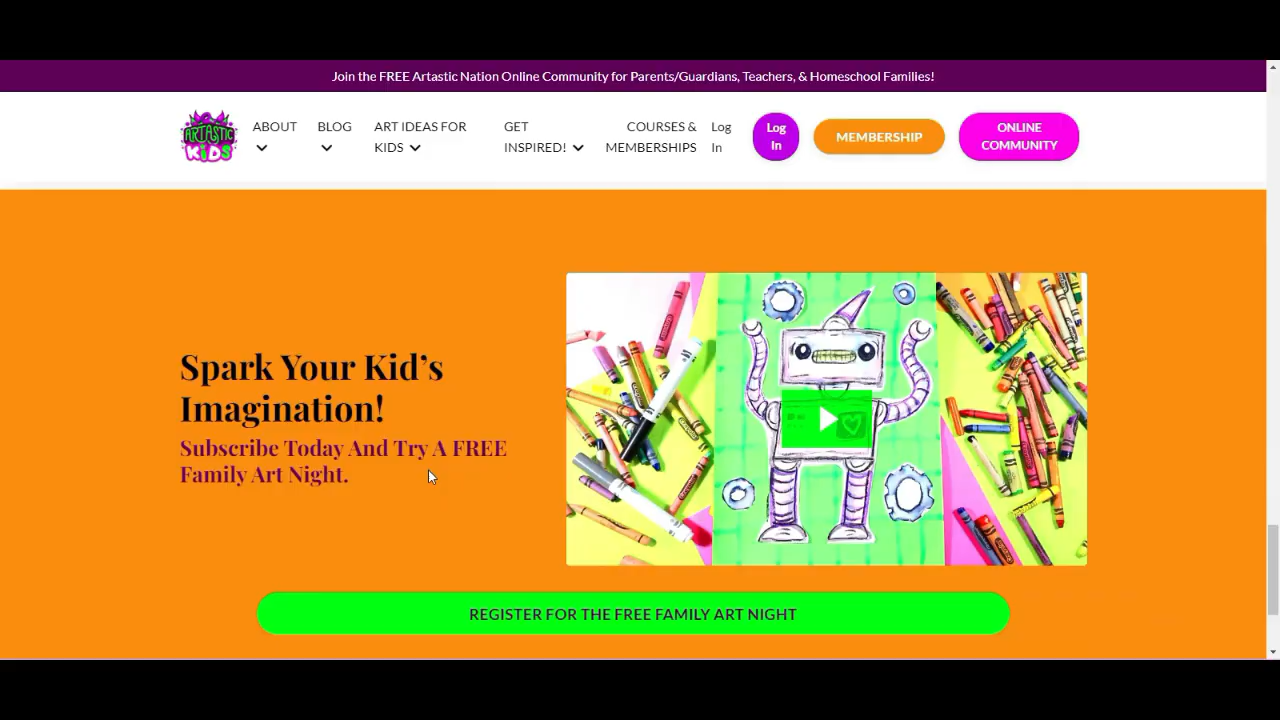 Join the FREE Artastic Nation Online Community for Parents/Guardians, Teachers, & Homeschool Families!
ARTASTIC
KIDS
ABOUT
BLOG
ART IDEAS FOR
KIDS
GET
INSPIRED!
COURSES &
MEMBERSHIPS
Log
In
Log
In
MEMBERSHIP
ONLINE
COMMUNITY
Spark Your Kid’s
Imagination!
Subscribe Today And Try A FREE
Family Art Night.
REGISTER FOR THE FREE FAMILY ART NIGHT